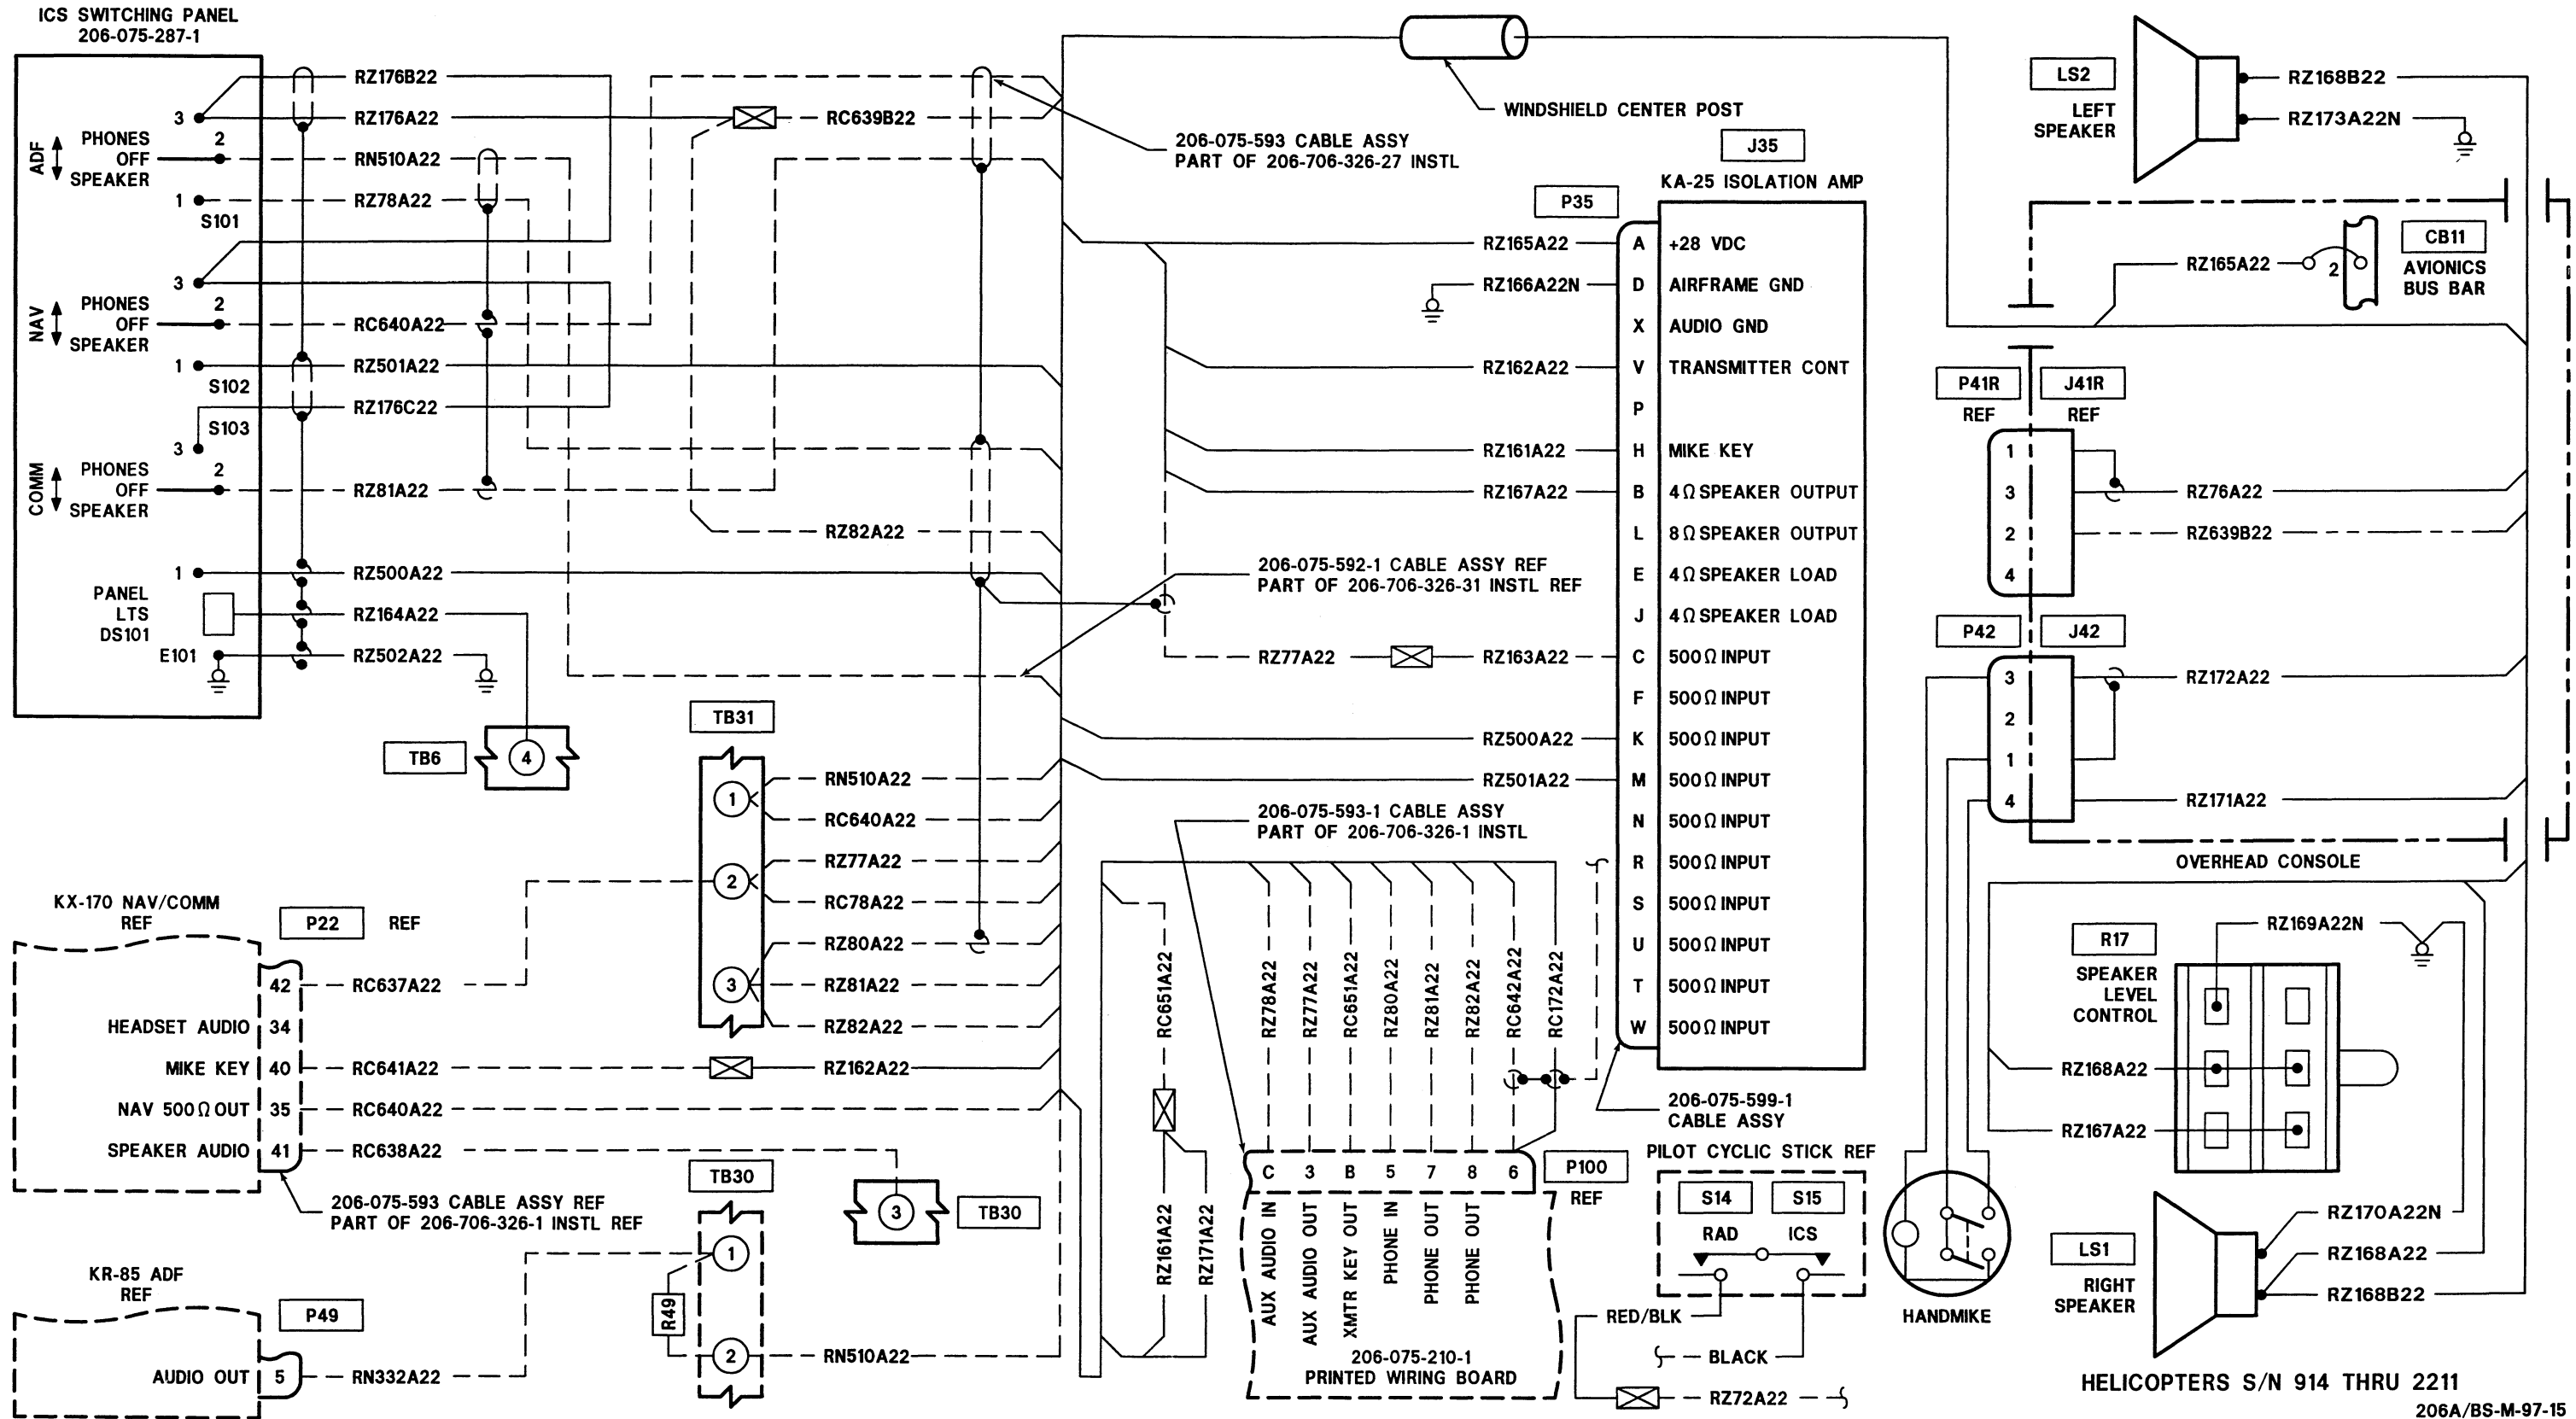 ICS SWITCHING PANEL
206-075-287-1
ADF
PHONES
OFF
SPEAKER
3
2
1
S101
NAV
PHONES
OFF
SPEAKER
3
2
1
S102
S103
COMM
PHONES
OFF
SPEAKER
3
2
1
PANEL
LTS
DS101
E101
RZ176B22
RZ176A22
RN510A22
RZ78A22
RC640A22
RZ501A22
RZ176C22
RZ81A22
RZ500A22
RZ164A22
RZ502A22
RC639B22
RZ82A22
TB6
4
WINDSHIELD CENTER POST
206-075-593 CABLE ASSY
PART OF 206-706-326-27 INSTL
206-075-592-1 CABLE ASSY REF
PART OF 206-706-326-31 INSTL REF
J35
KA-25 ISOLATION AMP
P35
RZ165A22
A
+28 VDC
RZ166A22N
D
AIRFRAME GND
X
AUDIO GND
RZ162A22
V
TRANSMITTER CONT
P
RZ161A22
H
MIKE KEY
RZ167A22
B
4Ω SPEAKER OUTPUT
L
8Ω SPEAKER OUTPUT
E
4Ω SPEAKER LOAD
J
4Ω SPEAKER LOAD
RZ77A22
RZ163A22
C
500Ω INPUT
F
500Ω INPUT
RZ500A22
K
500Ω INPUT
RZ501A22
M
500Ω INPUT
N
500Ω INPUT
R
500Ω INPUT
S
500Ω INPUT
U
500Ω INPUT
T
500Ω INPUT
W
500Ω INPUT
206-075-599-1
CABLE ASSY
LS2
LEFT
SPEAKER
RZ168B22
RZ173A22N
CB11
AVIONICS
BUS BAR
RZ165A22
2
P41R
REF
J41R
REF
1
3
2
4
RZ76A22
RZ639B22
P42
J42
3
2
1
4
RZ172A22
RZ171A22
OVERHEAD CONSOLE
TB31
1
2
3
RN510A22
RC640A22
RZ77A22
RC78A22
RZ80A22
RZ81A22
RZ82A22
RZ162A22
KX-170 NAV/COMM
REF
P22
REF
42
RC637A22
HEADSET AUDIO
34
MIKE KEY
40
RC641A22
NAV 500Ω OUT
35
RC640A22
SPEAKER AUDIO
41
RC638A22
206-075-593 CABLE ASSY REF
PART OF 206-706-326-1 INSTL REF
KR-85 ADF
REF
P49
AUDIO OUT
5
RN332A22
TB30
1
R49
2
RN510A22
3
TB30
206-075-593-1 CABLE ASSY
PART OF 206-706-326-1 INSTL
RC651A22
RZ161A22
RZ171A22
RZ78A22
RZ77A22
RC651A22
RZ80A22
RZ81A22
RZ82A22
RC642A22
RC172A22
C
3
B
5
7
8
6
P100
REF
AUX AUDIO IN
AUX AUDIO OUT
XMTR KEY OUT
PHONE IN
PHONE OUT
PHONE OUT
206-075-210-1
PRINTED WIRING BOARD
PILOT CYCLIC STICK REF
S14
S15
RAD
ICS
RED/BLK
BLACK
RZ72A22
HANDMIKE
R17
SPEAKER
LEVEL
CONTROL
RZ169A22N
RZ168A22
RZ167A22
LS1
RIGHT
SPEAKER
RZ170A22N
RZ168A22
RZ168B22
HELICOPTERS S/N 914 THRU 2211
206A/BS-M-97-15